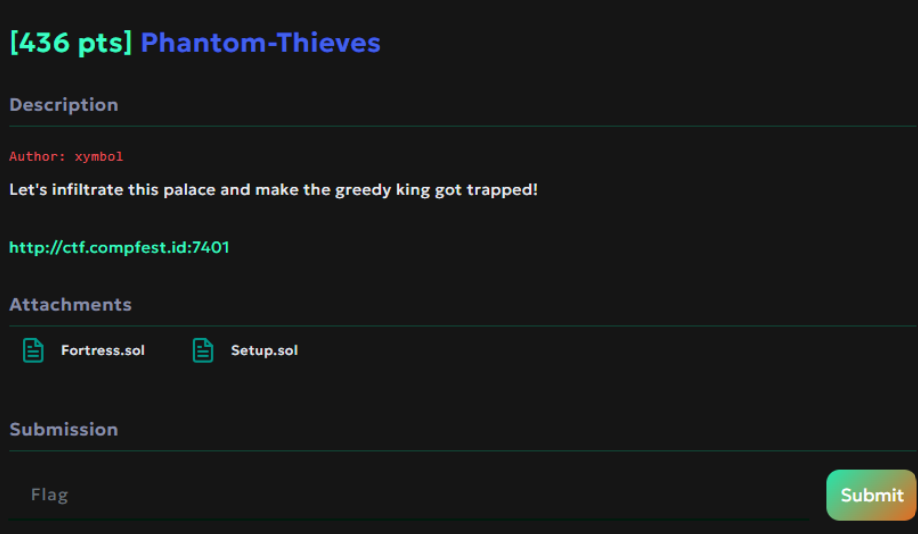 [436 pts] Phantom-Thieves
Description
Author: xymbol
Let's infiltrate this palace and make the greedy king got trapped!
http://ctf.compfest.id:7401
Attachments
Fortress.sol Setup.sol
Submission
Flag Submit